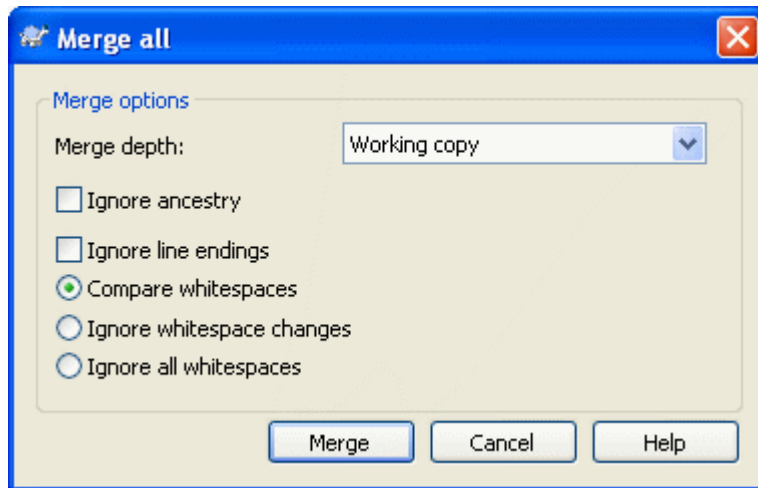 Merge all
Merge options
Merge depth: Working copy
Ignore ancestry
Ignore line endings
Compare whitespaces
Ignore whitespace changes
Ignore all whitespaces
Merge Cancel Help